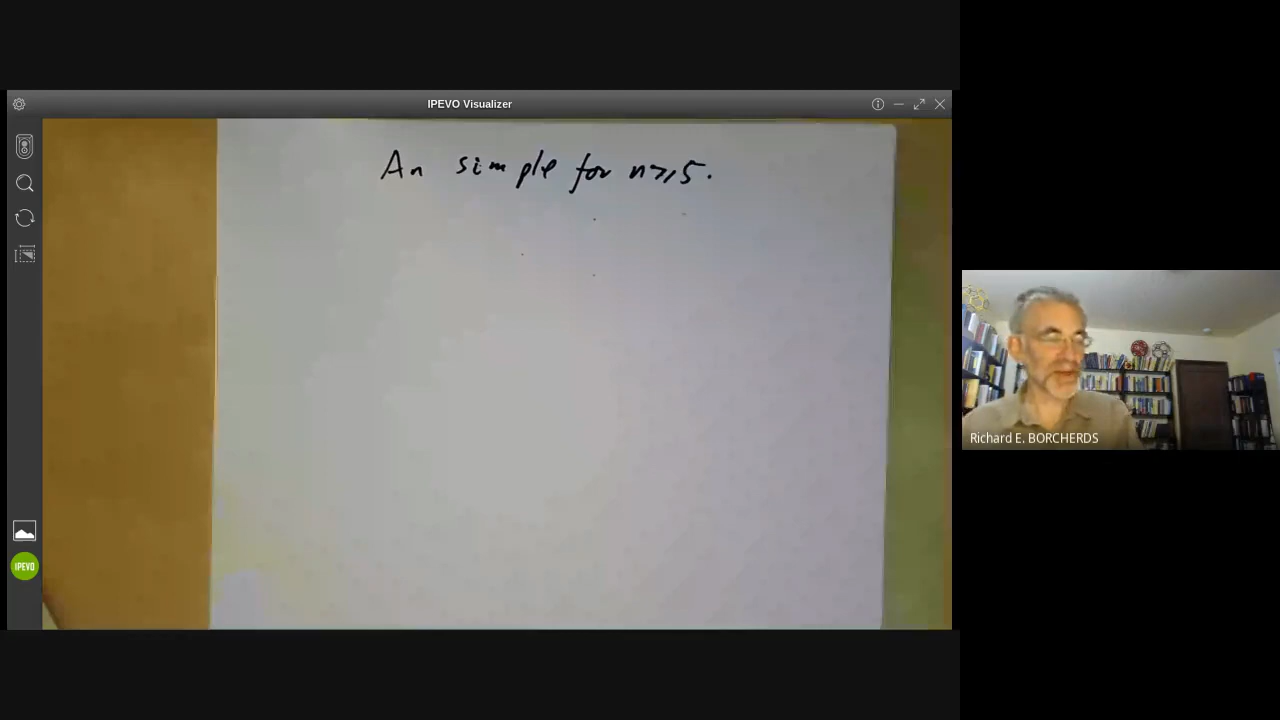 IPEVO Visualizer
An simple for n⩾5.
IPEVO
Richard E. BORCHERDS